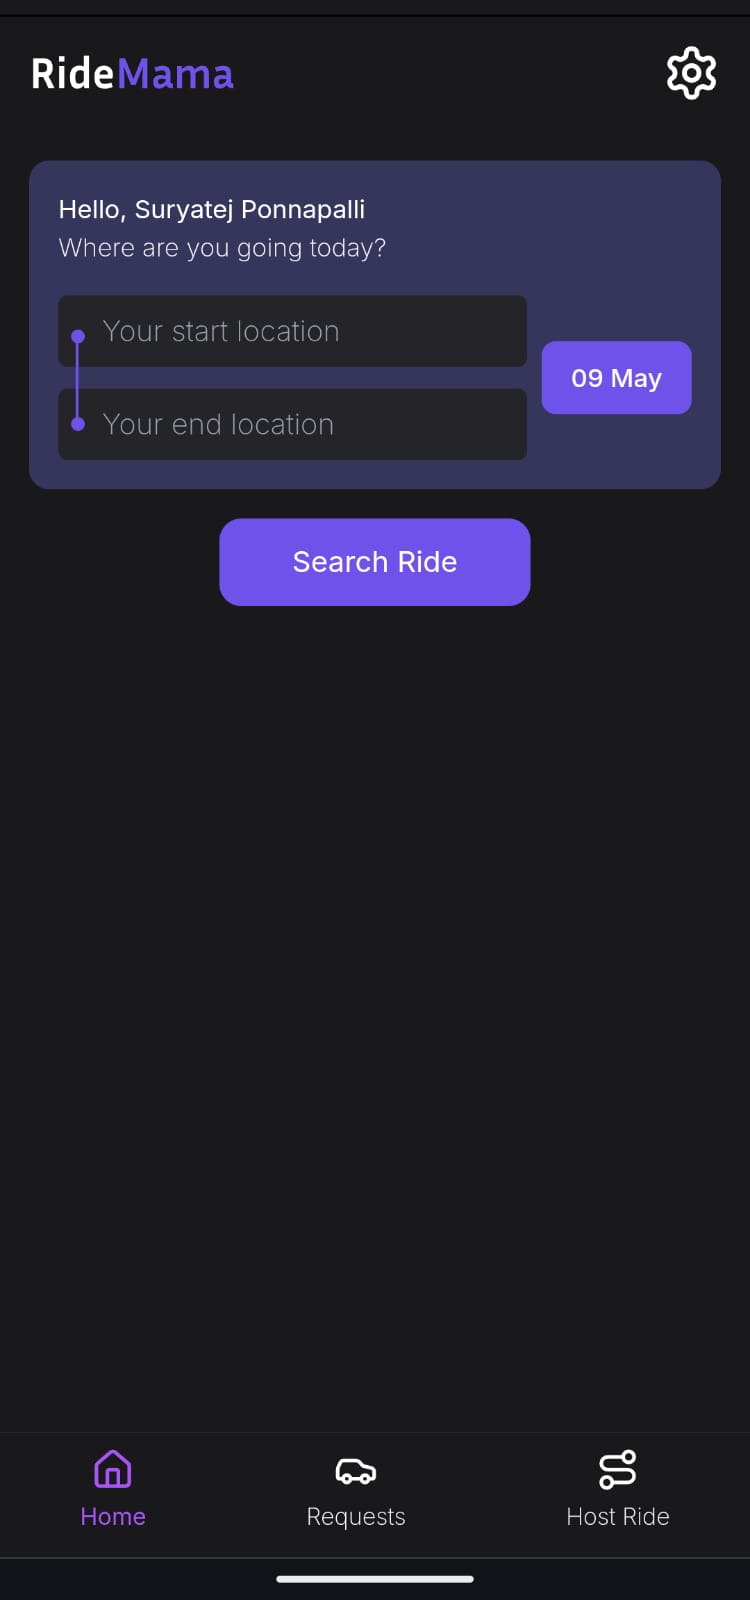 RideMama
Hello, Suryatej Ponnapalli
Where are you going today?
Your start location
09 May
Your end location
Search Ride
Home
Requests
Host Ride